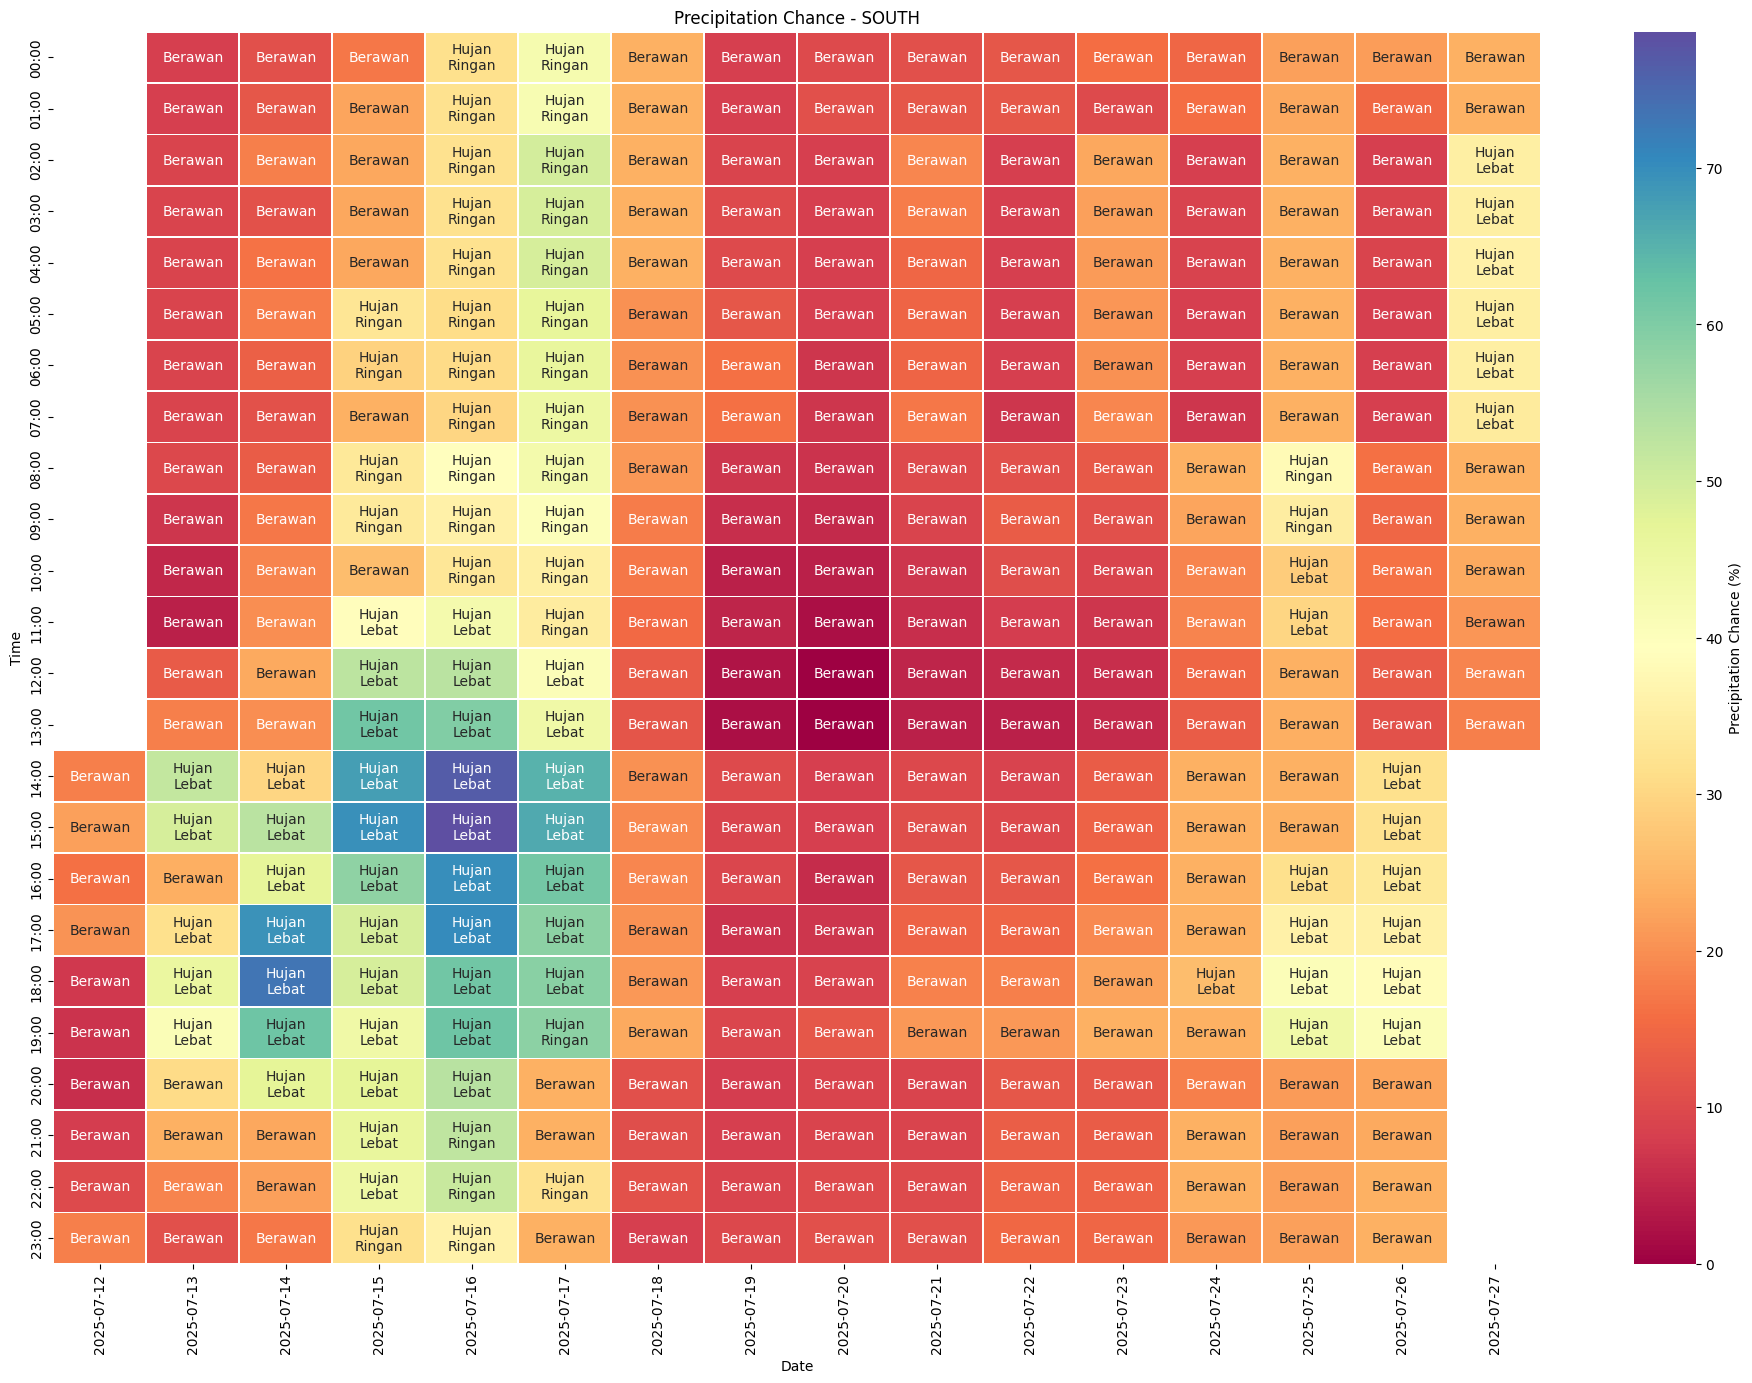 Precipitation Chance - SOUTH
00:00 Berawan Berawan Berawan Hujan Ringan Hujan Ringan Berawan Berawan Berawan Berawan Berawan Berawan Berawan Berawan Berawan Berawan
01:00 Berawan Berawan Berawan Hujan Ringan Hujan Ringan Berawan Berawan Berawan Berawan Berawan Berawan Berawan Berawan Berawan Berawan
02:00 Berawan Berawan Berawan Hujan Ringan Hujan Ringan Berawan Berawan Berawan Berawan Berawan Berawan Berawan Berawan Berawan Hujan Lebat
03:00 Berawan Berawan Berawan Hujan Ringan Hujan Ringan Berawan Berawan Berawan Berawan Berawan Berawan Berawan Berawan Berawan Hujan Lebat
04:00 Berawan Berawan Berawan Hujan Ringan Hujan Ringan Berawan Berawan Berawan Berawan Berawan Berawan Berawan Berawan Berawan Hujan Lebat
05:00 Berawan Berawan Hujan Ringan Hujan Ringan Hujan Ringan Berawan Berawan Berawan Berawan Berawan Berawan Berawan Berawan Berawan Hujan Lebat
06:00 Berawan Berawan Hujan Ringan Hujan Ringan Hujan Ringan Berawan Berawan Berawan Berawan Berawan Berawan Berawan Berawan Berawan Hujan Lebat
07:00 Berawan Berawan Berawan Hujan Ringan Hujan Ringan Berawan Berawan Berawan Berawan Berawan Berawan Berawan Berawan Berawan Hujan Lebat
08:00 Berawan Berawan Hujan Ringan Hujan Ringan Hujan Ringan Berawan Berawan Berawan Berawan Berawan Berawan Berawan Hujan Ringan Berawan Berawan
09:00 Berawan Berawan Hujan Ringan Hujan Ringan Hujan Ringan Berawan Berawan Berawan Berawan Berawan Berawan Berawan Hujan Ringan Berawan Berawan
10:00 Berawan Berawan Berawan Hujan Ringan Hujan Ringan Berawan Berawan Berawan Berawan Berawan Berawan Berawan Hujan Lebat Berawan Berawan
11:00 Berawan Berawan Hujan Lebat Hujan Lebat Hujan Ringan Berawan Berawan Berawan Berawan Berawan Berawan Berawan Hujan Lebat Berawan Berawan
12:00 Berawan Berawan Hujan Lebat Hujan Lebat Hujan Lebat Berawan Berawan Berawan Berawan Berawan Berawan Berawan Berawan Berawan Berawan
13:00 Berawan Berawan Hujan Lebat Hujan Lebat Hujan Lebat Berawan Berawan Berawan Berawan Berawan Berawan Berawan Berawan Berawan Berawan
14:00 Berawan Hujan Lebat Hujan Lebat Hujan Lebat Hujan Lebat Hujan Lebat Berawan Berawan Berawan Berawan Berawan Berawan Berawan Berawan Hujan Lebat
15:00 Berawan Hujan Lebat Hujan Lebat Hujan Lebat Hujan Lebat Hujan Lebat Berawan Berawan Berawan Berawan Berawan Berawan Berawan Berawan Hujan Lebat
16:00 Berawan Berawan Hujan Lebat Hujan Lebat Hujan Lebat Hujan Lebat Berawan Berawan Berawan Berawan Berawan Berawan Berawan Hujan Lebat Hujan Lebat
17:00 Berawan Hujan Lebat Hujan Lebat Hujan Lebat Hujan Lebat Hujan Lebat Berawan Berawan Berawan Berawan Berawan Berawan Berawan Hujan Lebat Hujan Lebat
18:00 Berawan Hujan Lebat Hujan Lebat Hujan Lebat Hujan Lebat Hujan Lebat Berawan Berawan Berawan Berawan Berawan Berawan Hujan Lebat Hujan Lebat Hujan Lebat
19:00 Berawan Hujan Lebat Hujan Lebat Hujan Lebat Hujan Lebat Hujan Ringan Berawan Berawan Berawan Berawan Berawan Berawan Berawan Hujan Lebat Hujan Lebat
20:00 Berawan Berawan Hujan Lebat Hujan Lebat Hujan Lebat Berawan Berawan Berawan Berawan Berawan Berawan Berawan Berawan Berawan Berawan
21:00 Berawan Berawan Berawan Hujan Lebat Hujan Ringan Berawan Berawan Berawan Berawan Berawan Berawan Berawan Berawan Berawan Berawan
22:00 Berawan Berawan Berawan Hujan Lebat Hujan Ringan Hujan Ringan Berawan Berawan Berawan Berawan Berawan Berawan Berawan Berawan Berawan
23:00 Berawan Berawan Berawan Hujan Ringan Hujan Ringan Berawan Berawan Berawan Berawan Berawan Berawan Berawan Berawan Berawan Berawan
Time
2025-07-12 2025-07-13 2025-07-14 2025-07-15 2025-07-16 2025-07-17 2025-07-18 2025-07-19 2025-07-20 2025-07-21 2025-07-22 2025-07-23 2025-07-24 2025-07-25 2025-07-26 2025-07-27
Date
70
60
50
40
30
20
10
0
Precipitation Chance (%)